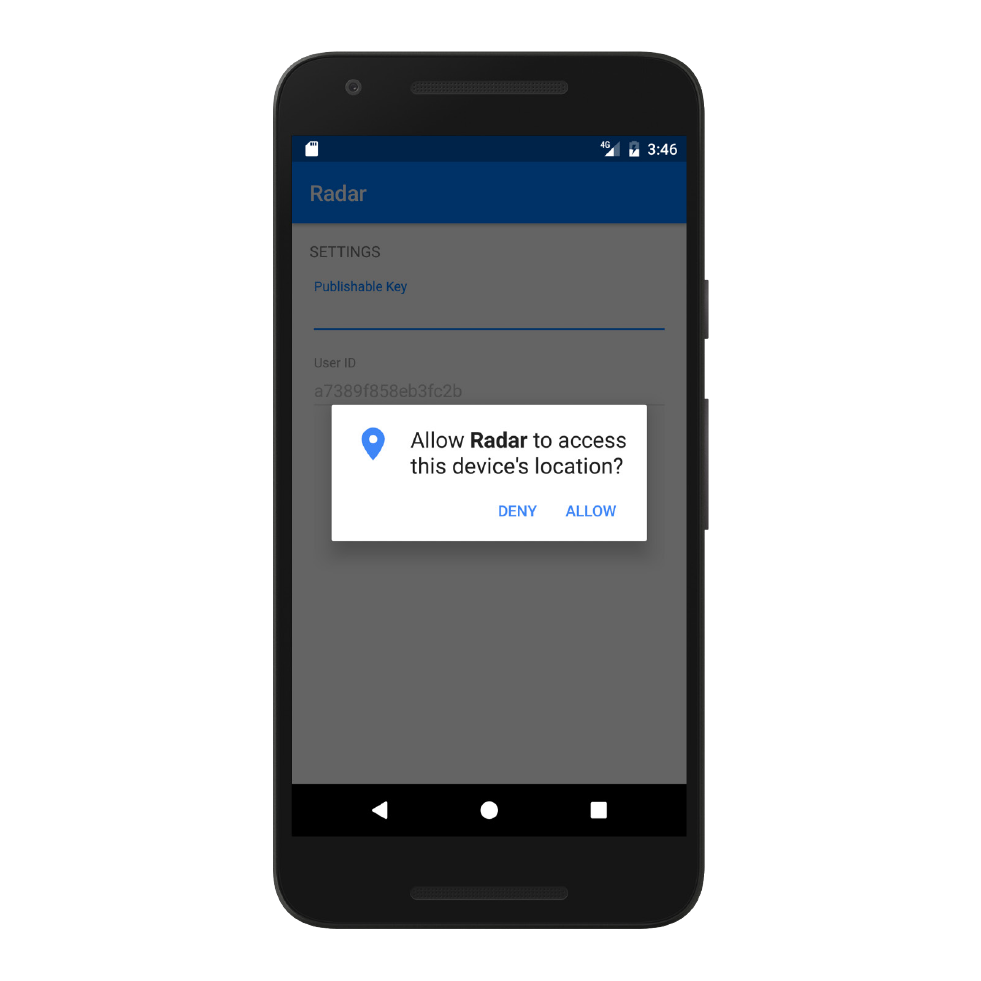 4G 3:46
Radar
SETTINGS
Publishable Key
User ID
a7389f858eb3fc2b
Allow Radar to access
this device's location?
DENY ALLOW